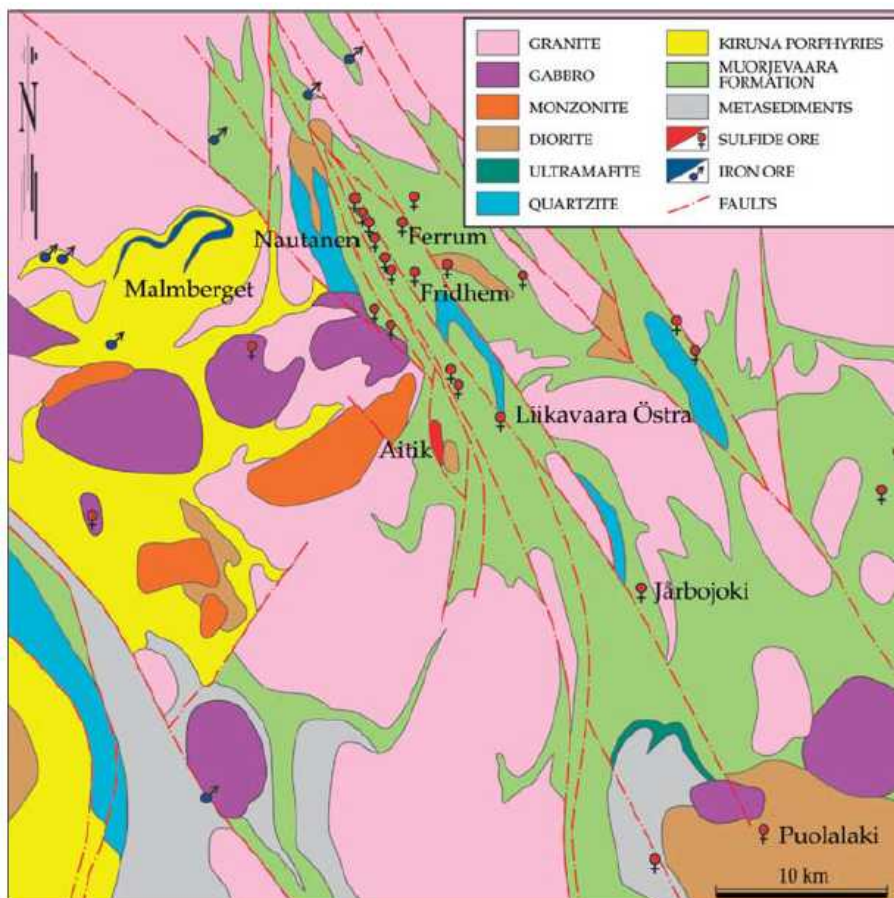 GRANITE
GABBRO
MONZONITE
DIORITE
ULTRAMAFITE
QUARTZITE
KIRUNA PORPHYRIES
MUORJEVAARA
FORMATION
METASEDIMENTS
SULFIDE ORE
IRON ORE
FAULTS
N
Nautanen
Ferrum
Malmberget
Fridhem
Liikavaara Östra
Aitik
Jårbojoki
Puolalaki
10 km